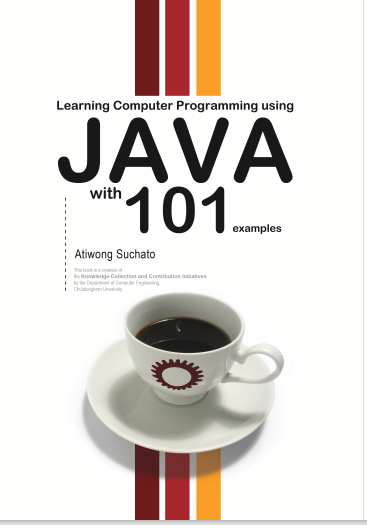 Learning Computer Programming using
JAVA
with 101 examples
Atiwong Suchato
This book is a creation of
the Knowledge Collection and Contribution Initiatives
by the Department of Computer Engineering,
Chulalongkorn University